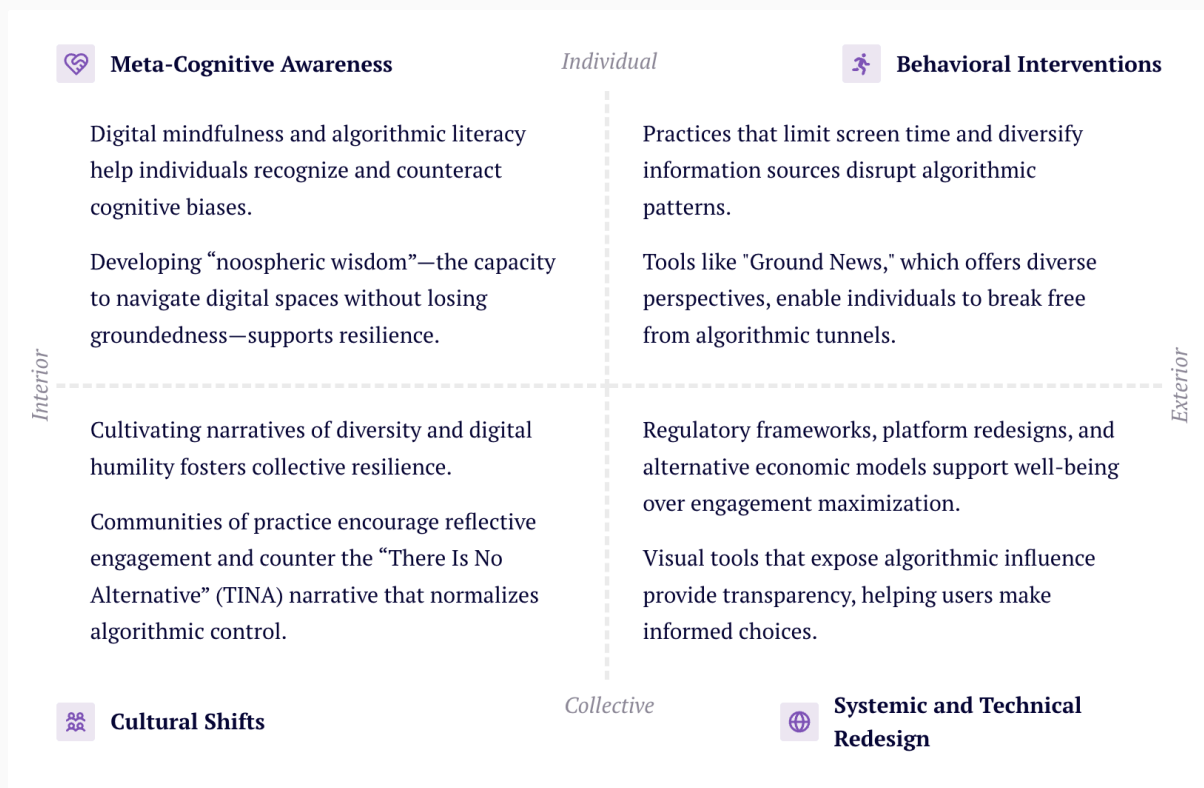 Meta-Cognitive Awareness
Individual
Behavioral Interventions
Digital mindfulness and algorithmic literacy
help individuals recognize and counteract
cognitive biases.
Developing “noospheric wisdom”—the capacity
to navigate digital spaces without losing
groundedness—supports resilience.
Practices that limit screen time and diversify
information sources disrupt algorithmic
patterns.
Tools like "Ground News," which offers diverse
perspectives, enable individuals to break free
from algorithmic tunnels.
Interior
Exterior
Cultivating narratives of diversity and digital
humility fosters collective resilience.
Communities of practice encourage reflective
engagement and counter the “There Is No
Alternative” (TINA) narrative that normalizes
algorithmic control.
Regulatory frameworks, platform redesigns, and
alternative economic models support well-being
over engagement maximization.
Visual tools that expose algorithmic influence
provide transparency, helping users make
informed choices.
Cultural Shifts
Collective
Systemic and Technical
Redesign